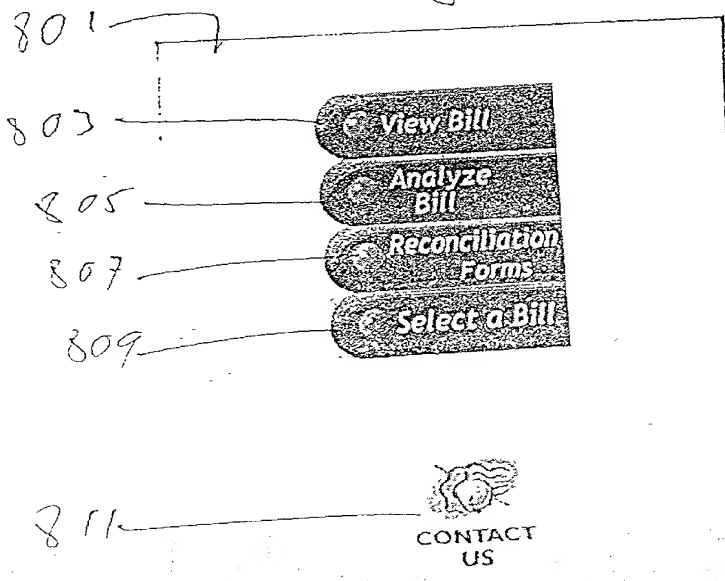 801
803
View Bill
805
Analyze
Bill
807
Reconciliation
Forms
809
Select a Bill
811
CONTACT
US